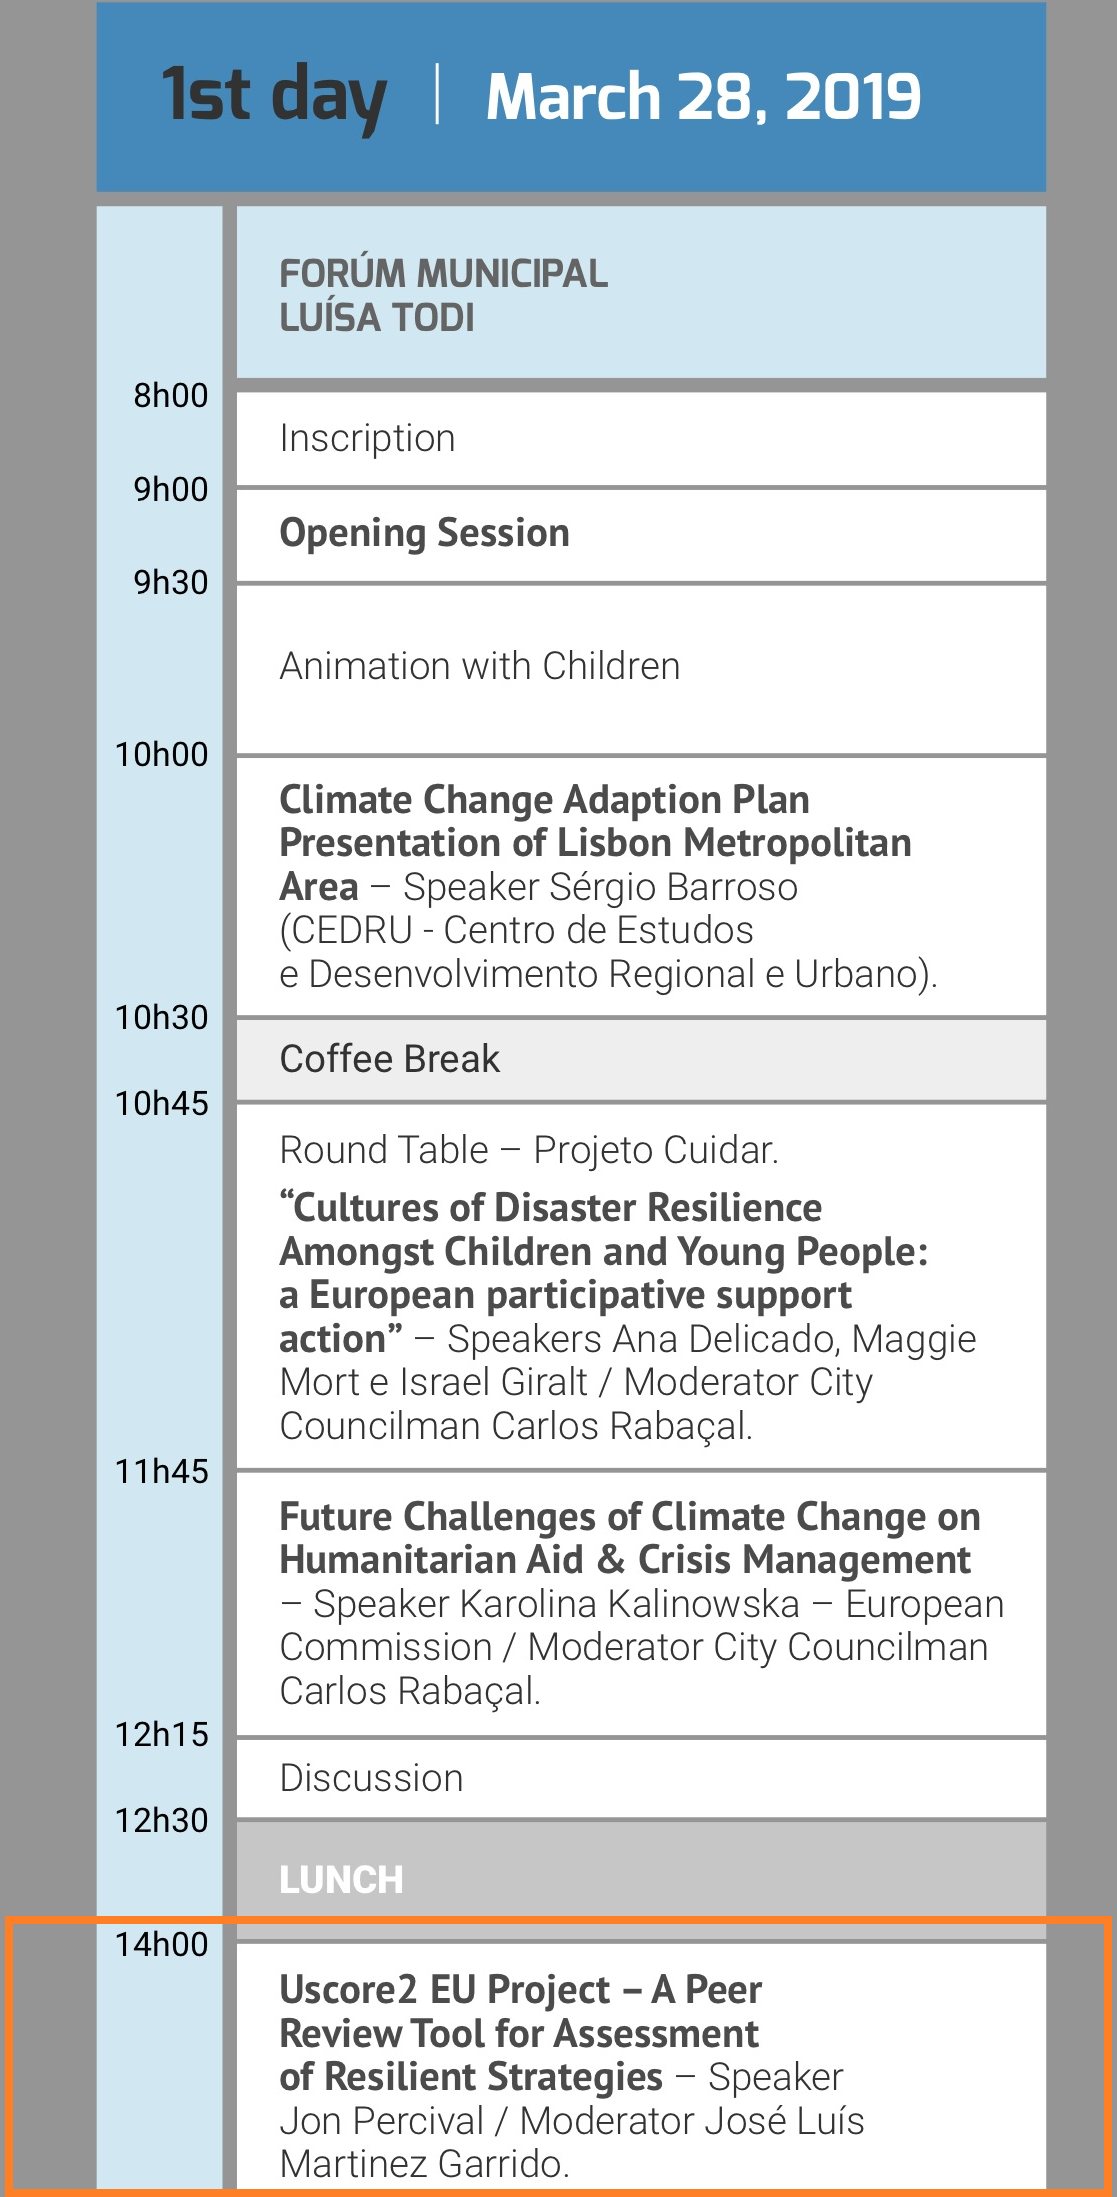 1st day | March 28, 2019
FORÚM MUNICIPAL
LUÍSA TODI
8h00
Inscription
9h00
Opening Session
9h30
Animation with Children
10h00
Climate Change Adaption Plan
Presentation of Lisbon Metropolitan
Area – Speaker Sérgio Barroso
(CEDRU - Centro de Estudos
e Desenvolvimento Regional e Urbano).
10h30
Coffee Break
10h45
Round Table – Projeto Cuidar.
“Cultures of Disaster Resilience
Amongst Children and Young People:
a European participative support
action” – Speakers Ana Delicado, Maggie
Mort e Israel Giralt / Moderator City
Councilman Carlos Rabaçal.
11h45
Future Challenges of Climate Change on
Humanitarian Aid & Crisis Management
– Speaker Karolina Kalinowska – European
Commission / Moderator City Councilman
Carlos Rabaçal.
12h15
Discussion
12h30
LUNCH
14h00
Uscore2 EU Project – A Peer
Review Tool for Assessment
of Resilient Strategies – Speaker
Jon Percival / Moderator José Luís
Martinez Garrido.